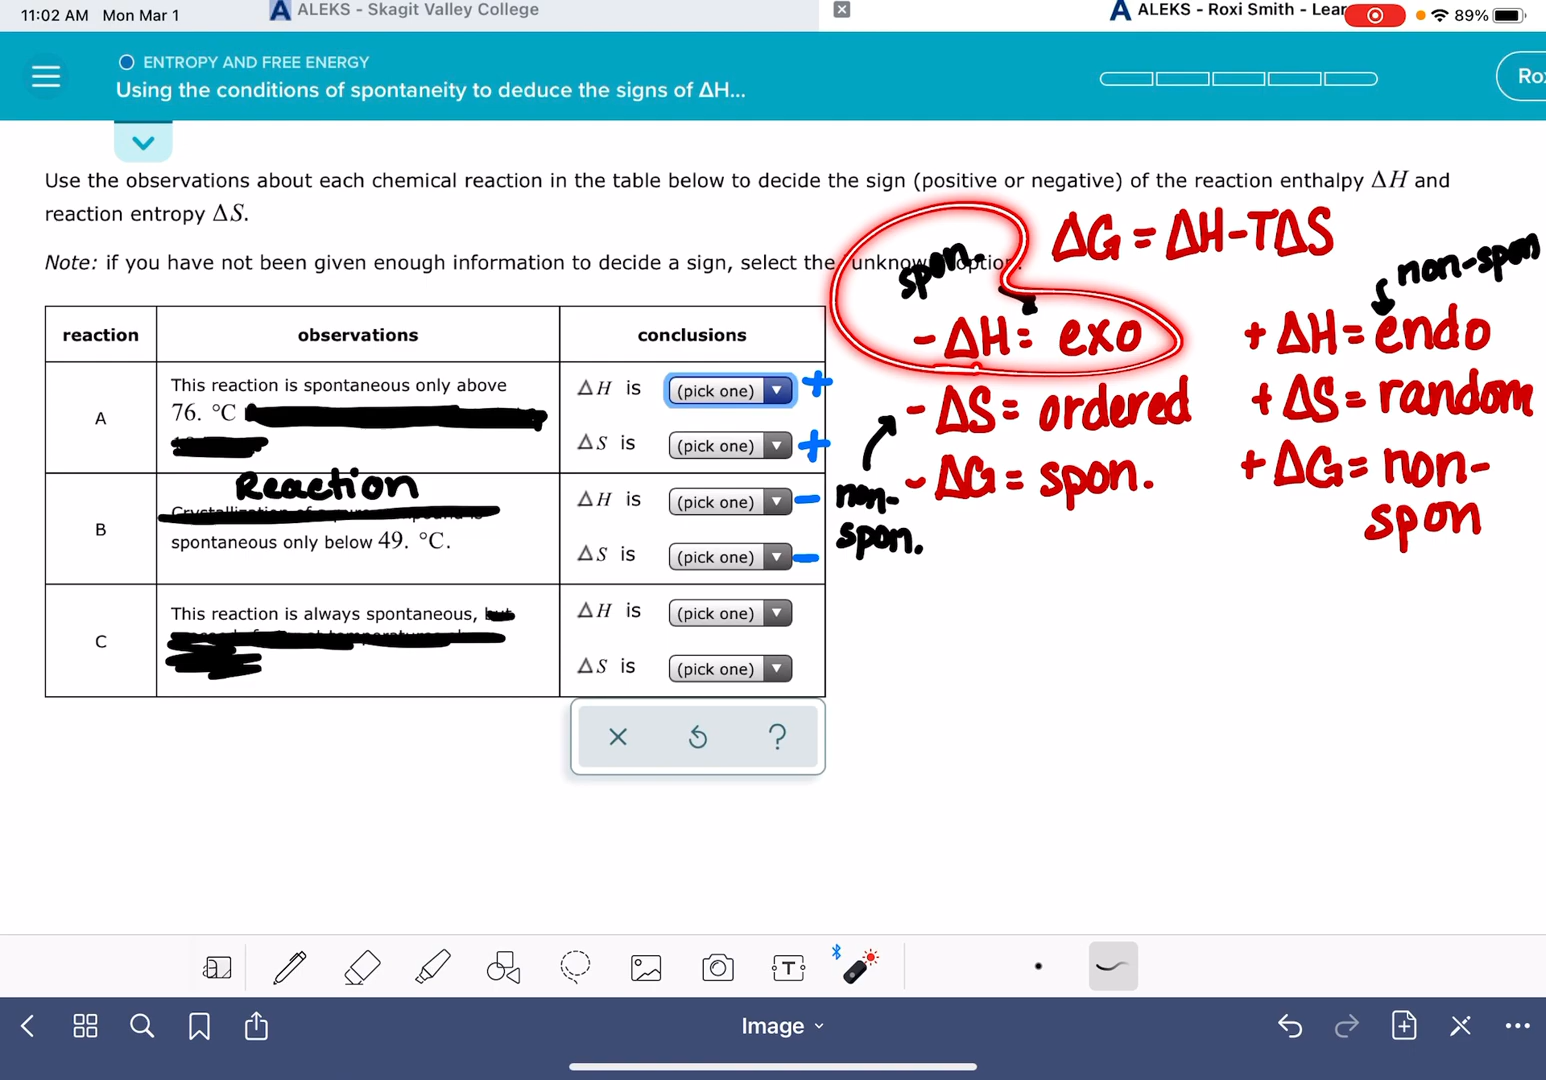 11:02 AM Mon Mar 1
ALEKS - Skagit Valley College
ALEKS - Roxi Smith - Lear
89%
ENTROPY AND FREE ENERGY
Using the conditions of spontaneity to deduce the signs of ΔH...
Use the observations about each chemical reaction in the table below to decide the sign (positive or negative) of the reaction enthalpy ΔH and
reaction entropy ΔS.
Note: if you have not been given enough information to decide a sign, select the unknown option.
ΔG = ΔH - TΔS
spon.
non-spon
- ΔH = exo
+ ΔH = endo
- ΔS = ordered
+ ΔS = random
- ΔG = spon.
+ ΔG = non-
spon
non-
spon.
reaction observations conclusions
A
This reaction is spontaneous only above
76. °C
ΔH is (pick one) +
ΔS is (pick one) +
B
Reaction
spontaneous only below 49. °C.
ΔH is (pick one) -
ΔS is (pick one) -
C
This reaction is always spontaneous,
ΔH is (pick one)
ΔS is (pick one)
Image